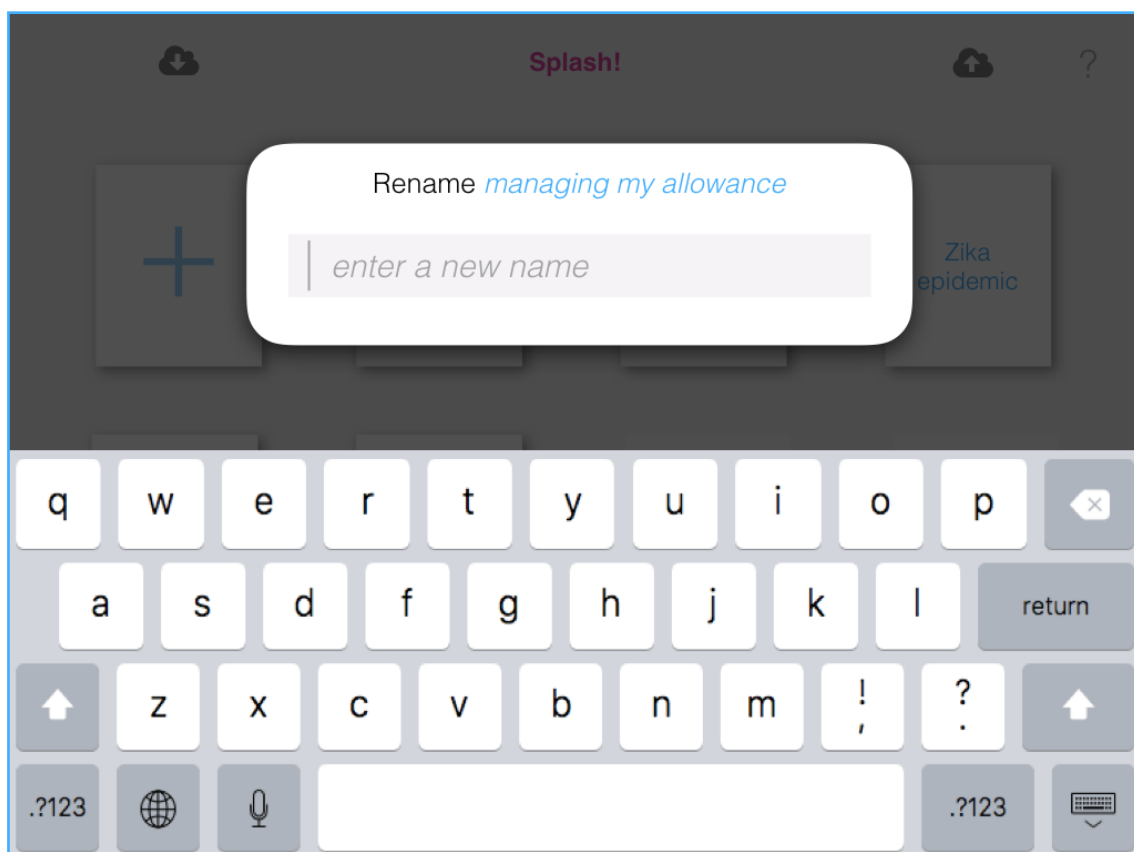 Splash!
?
Rename managing my allowance
enter a new name
Zika
epidemic
q w e r t y u i o p
a s d f g h j k l return
z x c v b n m ! , ? .
.?123 .?123